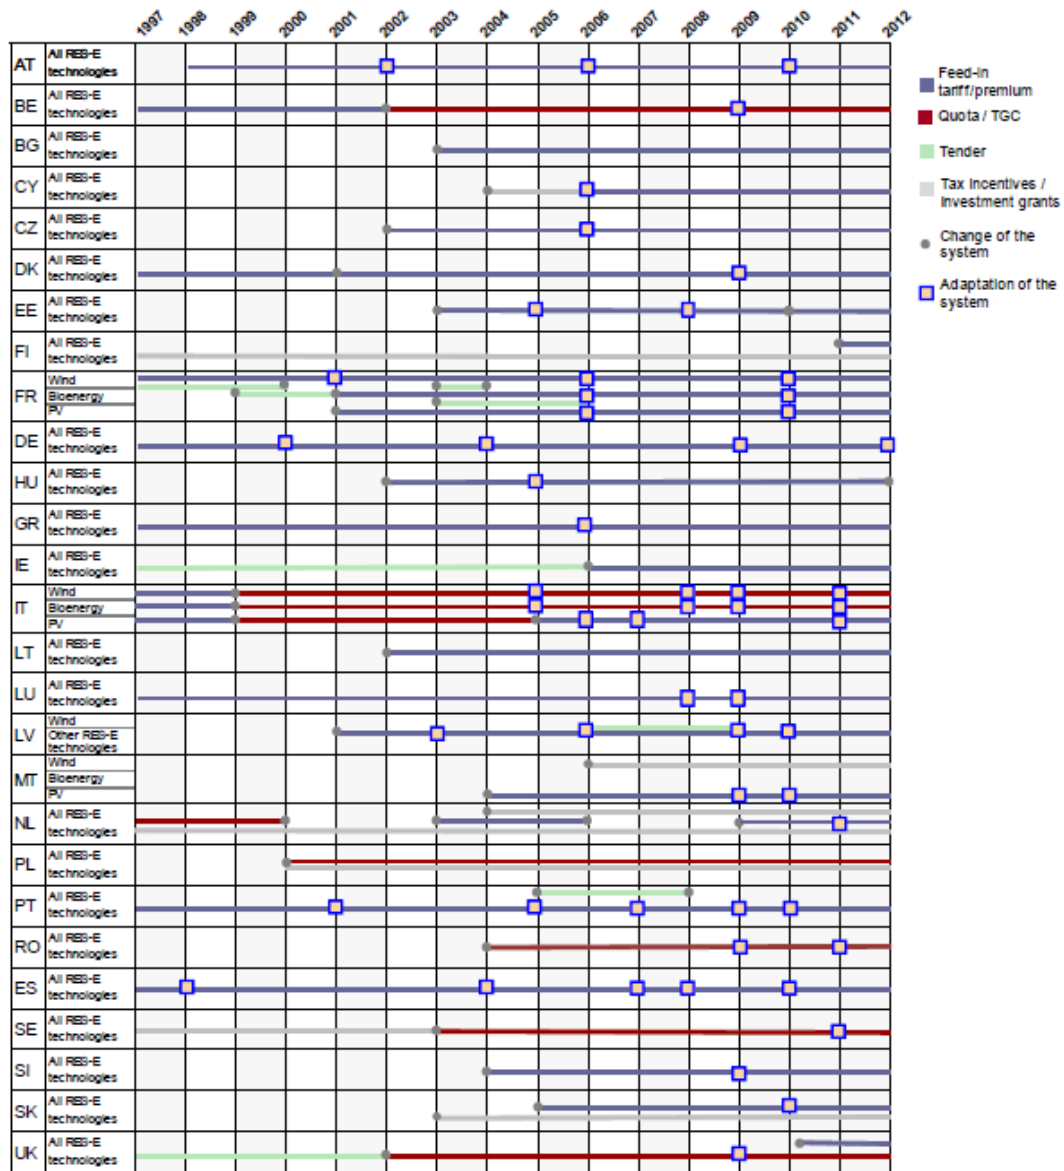 1997 1998 1999 2000 2001 2002 2003 2004 2005 2006 2007 2008 2009 2010 2011 2012
AT All RES-E
technologies
BE All RES-E
technologies
BG All RES-E
technologies
CY All RES-E
technologies
CZ All RES-E
technologies
DK All RES-E
technologies
EE All RES-E
technologies
FI All RES-E
technologies
FR Wind
Bioenergy
PV
DE All RES-E
technologies
HU All RES-E
technologies
GR All RES-E
technologies
IE All RES-E
technologies
IT Wind
Bioenergy
PV
LT All RES-E
technologies
LU All RES-E
technologies
LV Wind
Other RES-E
technologies
MT Wind
Bioenergy
PV
NL All RES-E
technologies
PL All RES-E
technologies
PT All RES-E
technologies
RO All RES-E
technologies
ES All RES-E
technologies
SE All RES-E
technologies
SI All RES-E
technologies
SK All RES-E
technologies
UK All RES-E
technologies
Feed-in
tariff/premium
Quota / TGC
Tender
Tax Incentives /
Investment grants
Change of the
system
Adaptation of the
system